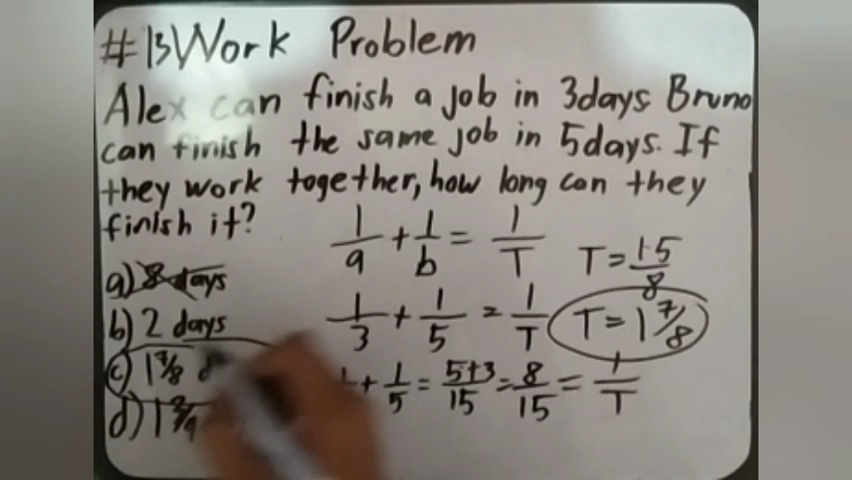 #13 Work Problem
Alex can finish a job in 3days Bruno
can finish the same job in 5days. If
they work together, how long can they
finish it?
1/a + 1/b = 1/T
T = 15/8
a) 8 days
1/3 + 1/5 = 1/T
T = 1 7/8
b) 2 days
c) 1 7/8 d
+ 1/5 = 5+3/15 = 8/15 = 1/T
d) 1